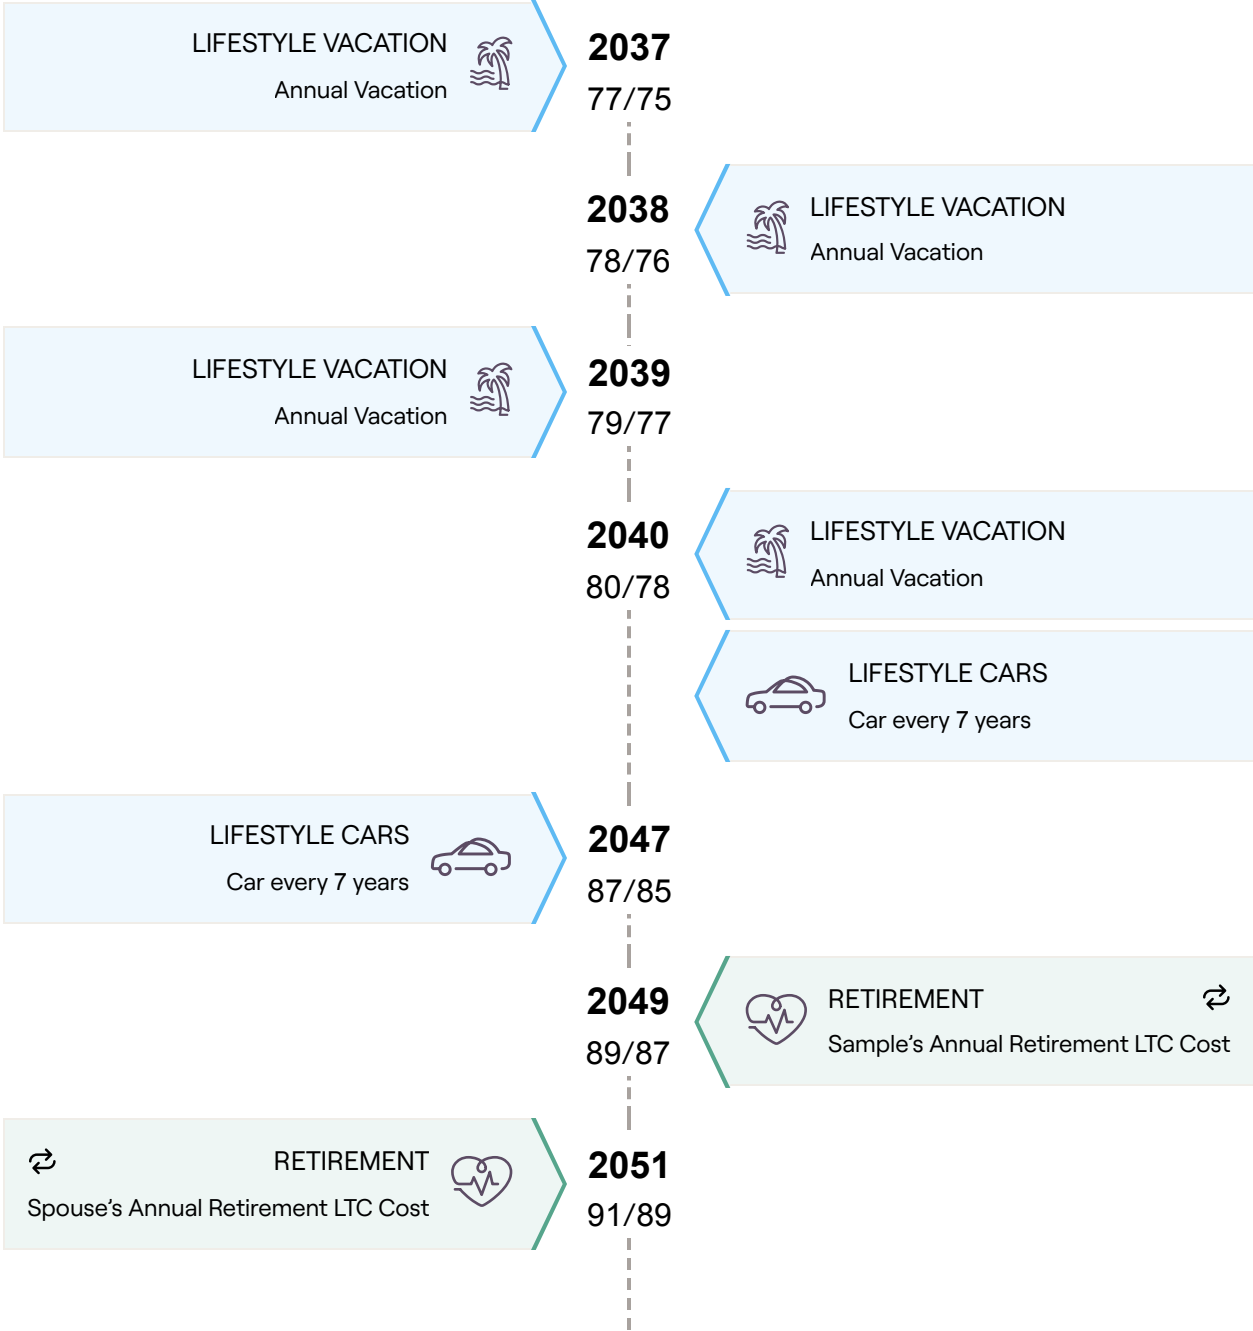 LIFESTYLE VACATION
Annual Vacation
2037
77/75
2038
78/76
LIFESTYLE VACATION
Annual Vacation
LIFESTYLE VACATION
Annual Vacation
2039
79/77
2040
80/78
LIFESTYLE VACATION
Annual Vacation
LIFESTYLE CARS
Car every 7 years
LIFESTYLE CARS
Car every 7 years
2047
87/85
2049
89/87
RETIREMENT
Sample's Annual Retirement LTC Cost
RETIREMENT
Spouse's Annual Retirement LTC Cost
2051
91/89